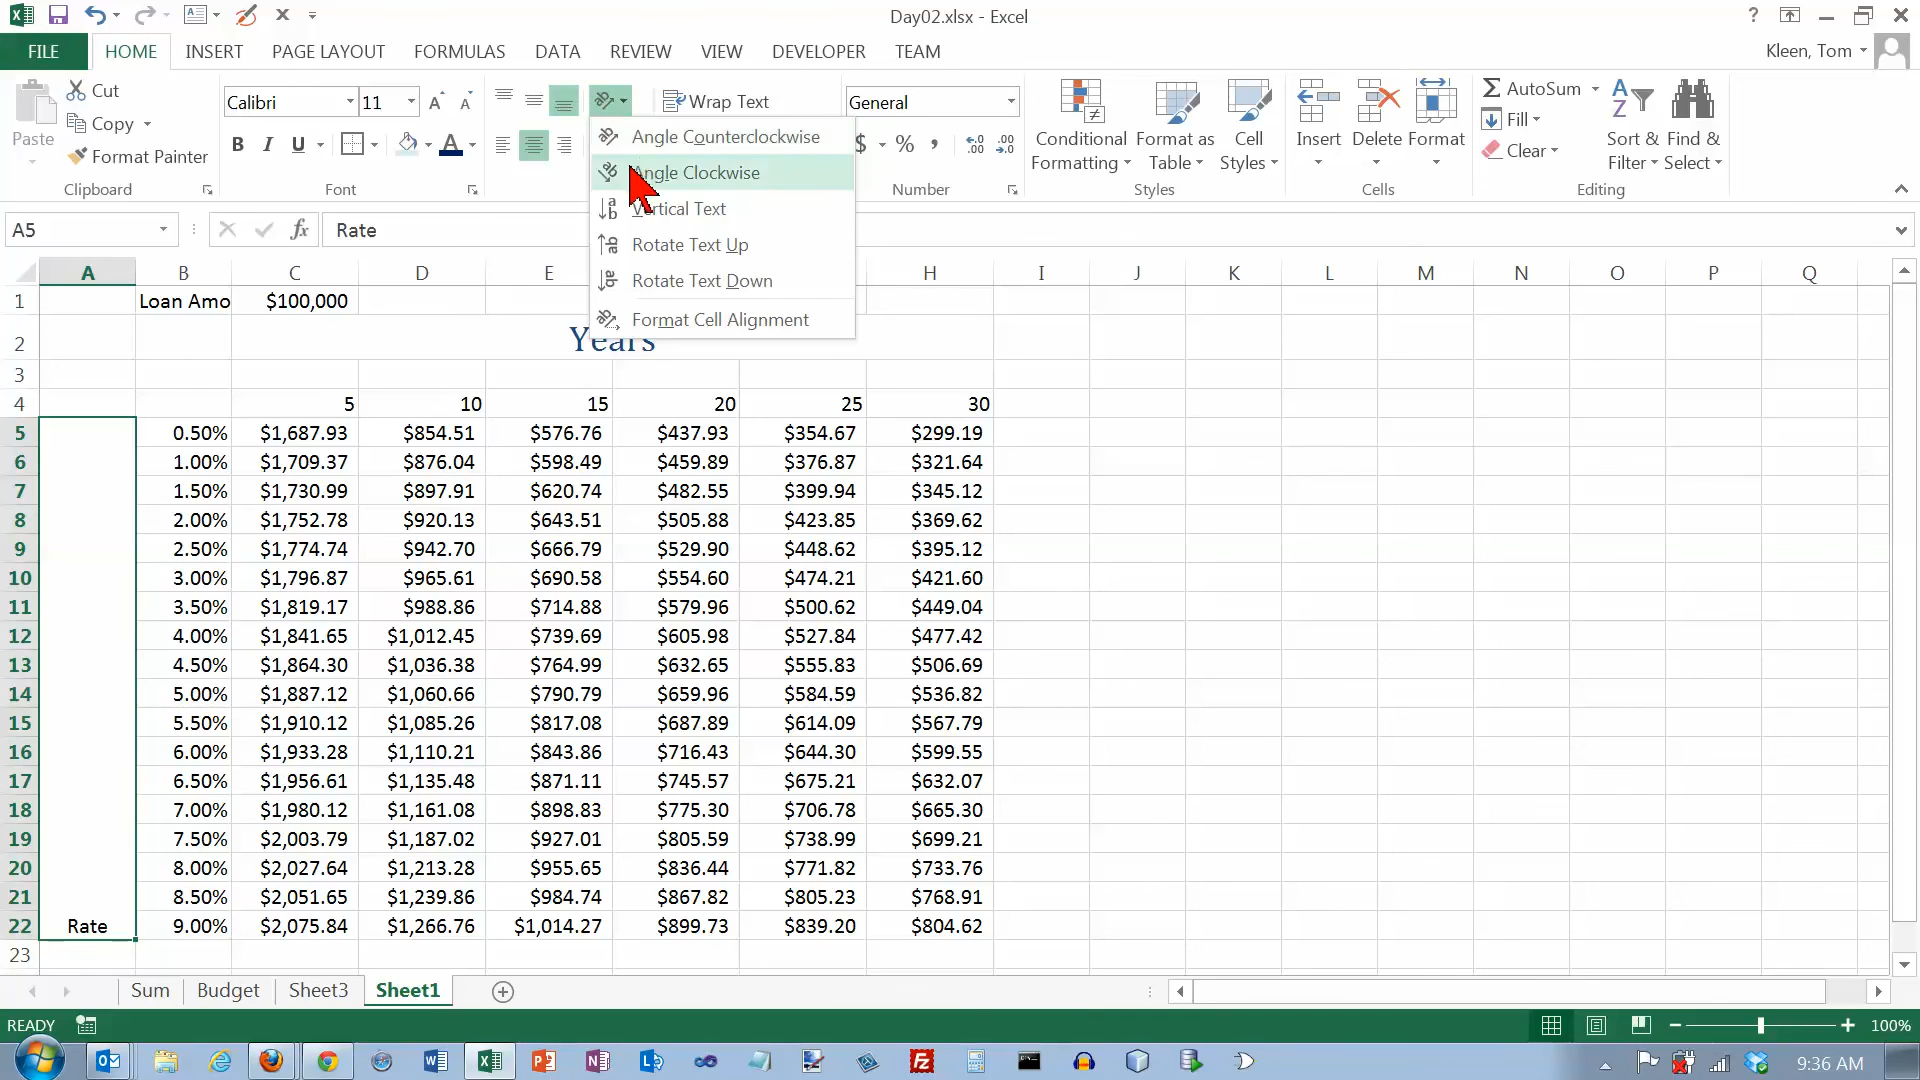 Day02.xlsx - Excel
?
FILE HOME INSERT PAGE LAYOUT FORMULAS DATA REVIEW VIEW DEVELOPER TEAM
Kleen, Tom
Paste
Cut
Copy
Format Painter
Clipboard
Calibri 11
B I U
Font
Wrap Text
General
$ % ,
Number
Conditional Formatting
Format as Table
Cell Styles
Styles
Insert Delete Format
Cells
AutoSum
Fill
Clear
Sort & Filter
Find & Select
Editing
Angle Counterclockwise
Angle Clockwise
Vertical Text
Rotate Text Up
Rotate Text Down
Format Cell Alignment
A5 fx Rate
A B C D E H I J K L M N O P Q
1 Loan Amo $100,000
2 Years
3
4 5 10 15 20 25 30
5 0.50% $1,687.93 $854.51 $576.76 $437.93 $354.67 $299.19
6 1.00% $1,709.37 $876.04 $598.49 $459.89 $376.87 $321.64
7 1.50% $1,730.99 $897.91 $620.74 $482.55 $399.94 $345.12
8 2.00% $1,752.78 $920.13 $643.51 $505.88 $423.85 $369.62
9 2.50% $1,774.74 $942.70 $666.79 $529.90 $448.62 $395.12
10 3.00% $1,796.87 $965.61 $690.58 $554.60 $474.21 $421.60
11 3.50% $1,819.17 $988.86 $714.88 $579.96 $500.62 $449.04
12 4.00% $1,841.65 $1,012.45 $739.69 $605.98 $527.84 $477.42
13 4.50% $1,864.30 $1,036.38 $764.99 $632.65 $555.83 $506.69
14 5.00% $1,887.12 $1,060.66 $790.79 $659.96 $584.59 $536.82
15 5.50% $1,910.12 $1,085.26 $817.08 $687.89 $614.09 $567.79
16 6.00% $1,933.28 $1,110.21 $843.86 $716.43 $644.30 $599.55
17 6.50% $1,956.61 $1,135.48 $871.11 $745.57 $675.21 $632.07
18 7.00% $1,980.12 $1,161.08 $898.83 $775.30 $706.78 $665.30
19 7.50% $2,003.79 $1,187.02 $927.01 $805.59 $738.99 $699.21
20 8.00% $2,027.64 $1,213.28 $955.65 $836.44 $771.82 $733.76
21 8.50% $2,051.65 $1,239.86 $984.74 $867.82 $805.23 $768.91
22 Rate 9.00% $2,075.84 $1,266.76 $1,014.27 $899.73 $839.20 $804.62
23
Sum Budget Sheet3 Sheet1
READY
100%
9:36 AM